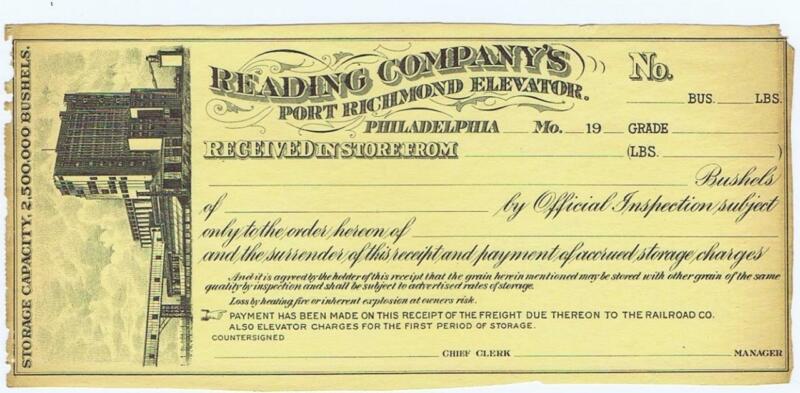 STORAGE CAPACITY, 2,500,000 BUSHELS.
READING COMPANY'S
PORT RICHMOND ELEVATOR.
No.
BUS. LBS.
PHILADELPHIA Mo. 19 GRADE
RECEIVED IN STORE FROM (LBS. )
Bushels
of by Official Inspection subject
only to the order hereon of
and the surrender of this receipt and payment of accrued storage charges
And it is agreed by the holder of this receipt that the grain herein mentioned may be stored with other grain of the same
quality by inspection and shall be subject to advertised rates of storage.
Loss by heating fire or inherent explosion at owners risk.
PAYMENT HAS BEEN MADE ON THIS RECEIPT OF THE FREIGHT DUE THEREON TO THE RAILROAD CO.
ALSO ELEVATOR CHARGES FOR THE FIRST PERIOD OF STORAGE.
COUNTERSIGNED
CHIEF CLERK MANAGER